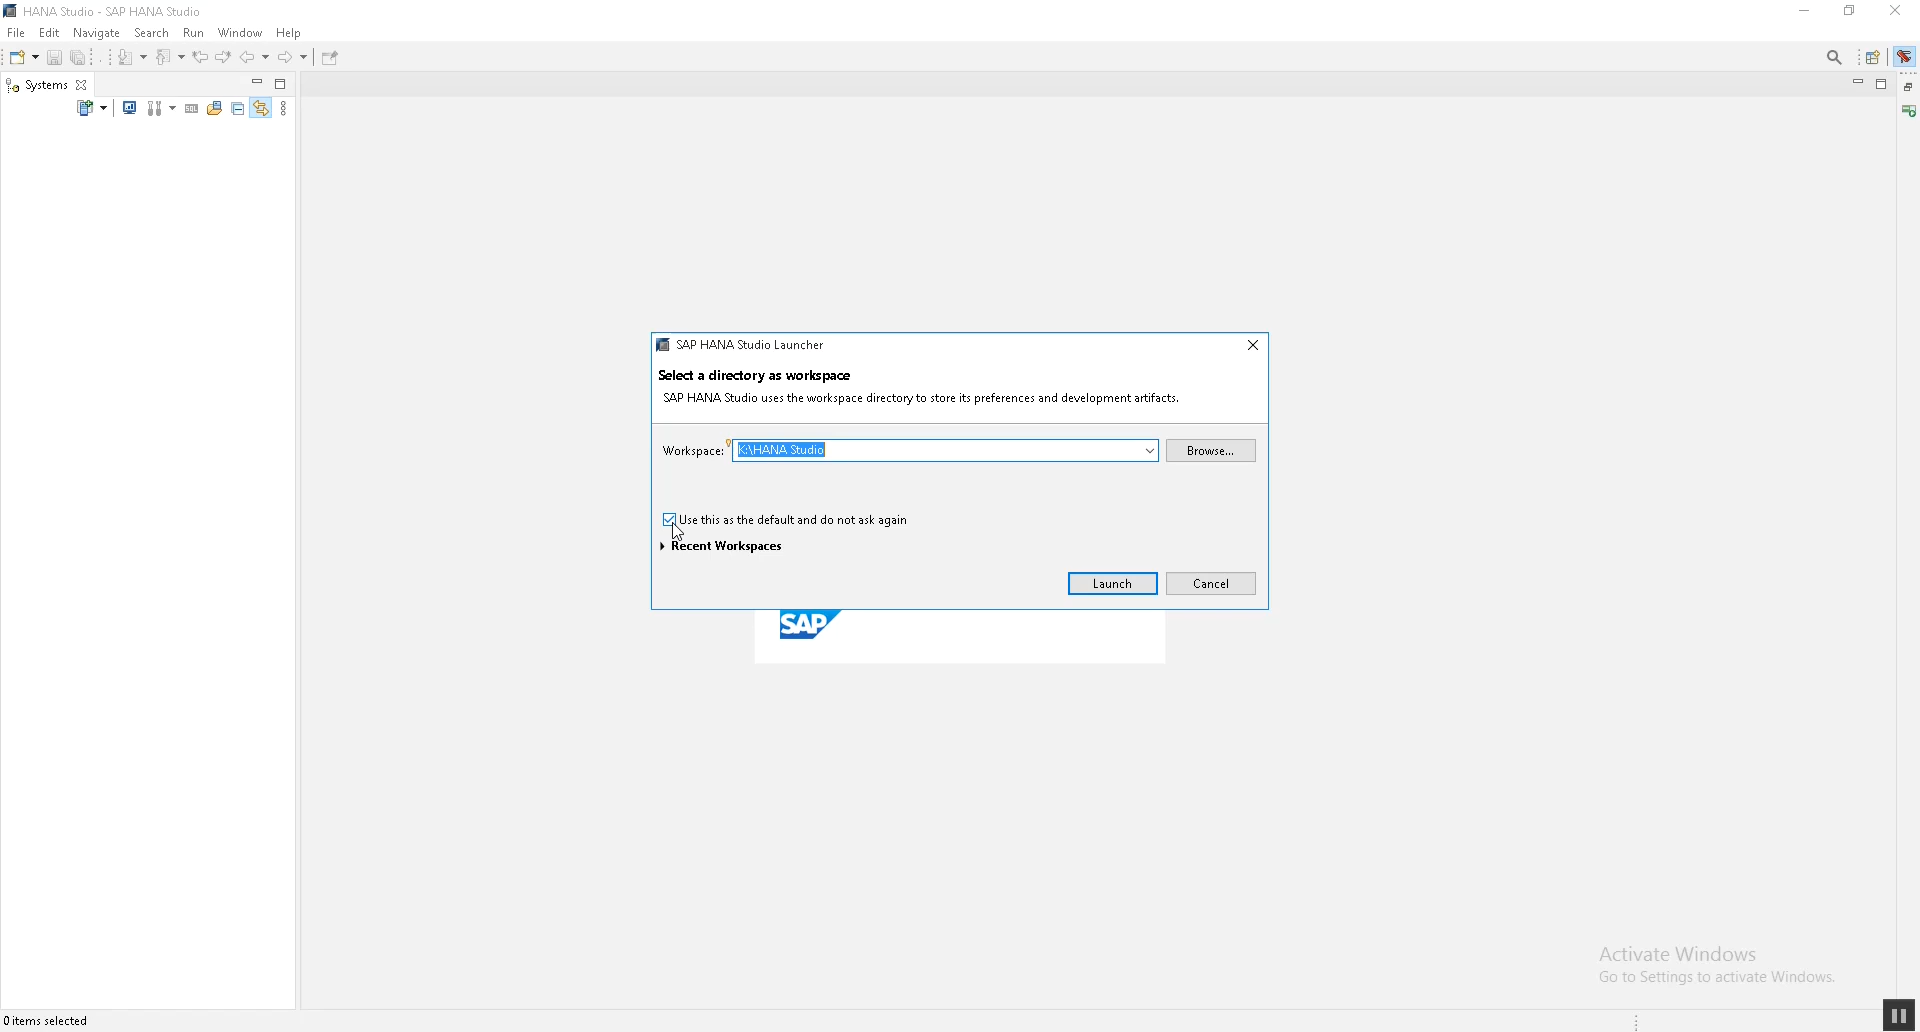 HANA Studio - SAP HANA Studio
File Edit Navigate Search Run Window Help
Systems
SAP HANA Studio Launcher
Select a directory as workspace
SAP HANA Studio uses the workspace directory to store its preferences and development artifacts.
Workspace: K:\HANA Studio Browse...
Use this as the default and do not ask again
Recent Workspaces
Launch Cancel
SAP
Activate Windows
Go to Settings to activate Windows.
0 items selected